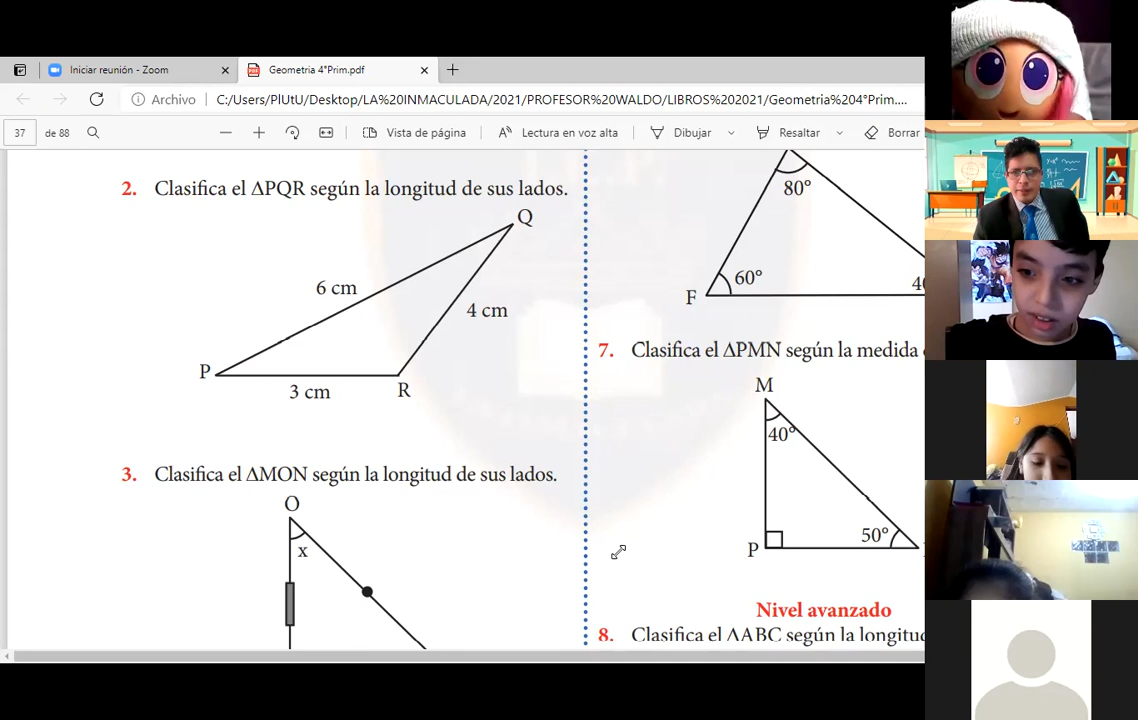 Iniciar reunión - Zoom
Geometria 4°Prim.pdf
Archivo
C:/Users/PlUtU/Desktop/LA%20INMACULADA/2021/PROFESOR%20WALDO/LIBROS%202021/Geometria%204°Prim....
37
de 88
Vista de página
Lectura en voz alta
Dibujar
Resaltar
Borrar
2. Clasifica el ΔPQR según la longitud de sus lados.
Q
6 cm
4 cm
P
3 cm
R
3. Clasifica el ΔMON según la longitud de sus lados.
O
x
80°
60°
F
7. Clasifica el ΔPMN según la medida
M
40°
50°
P
Nivel avanzado
8. Clasifica el ΔABC según la